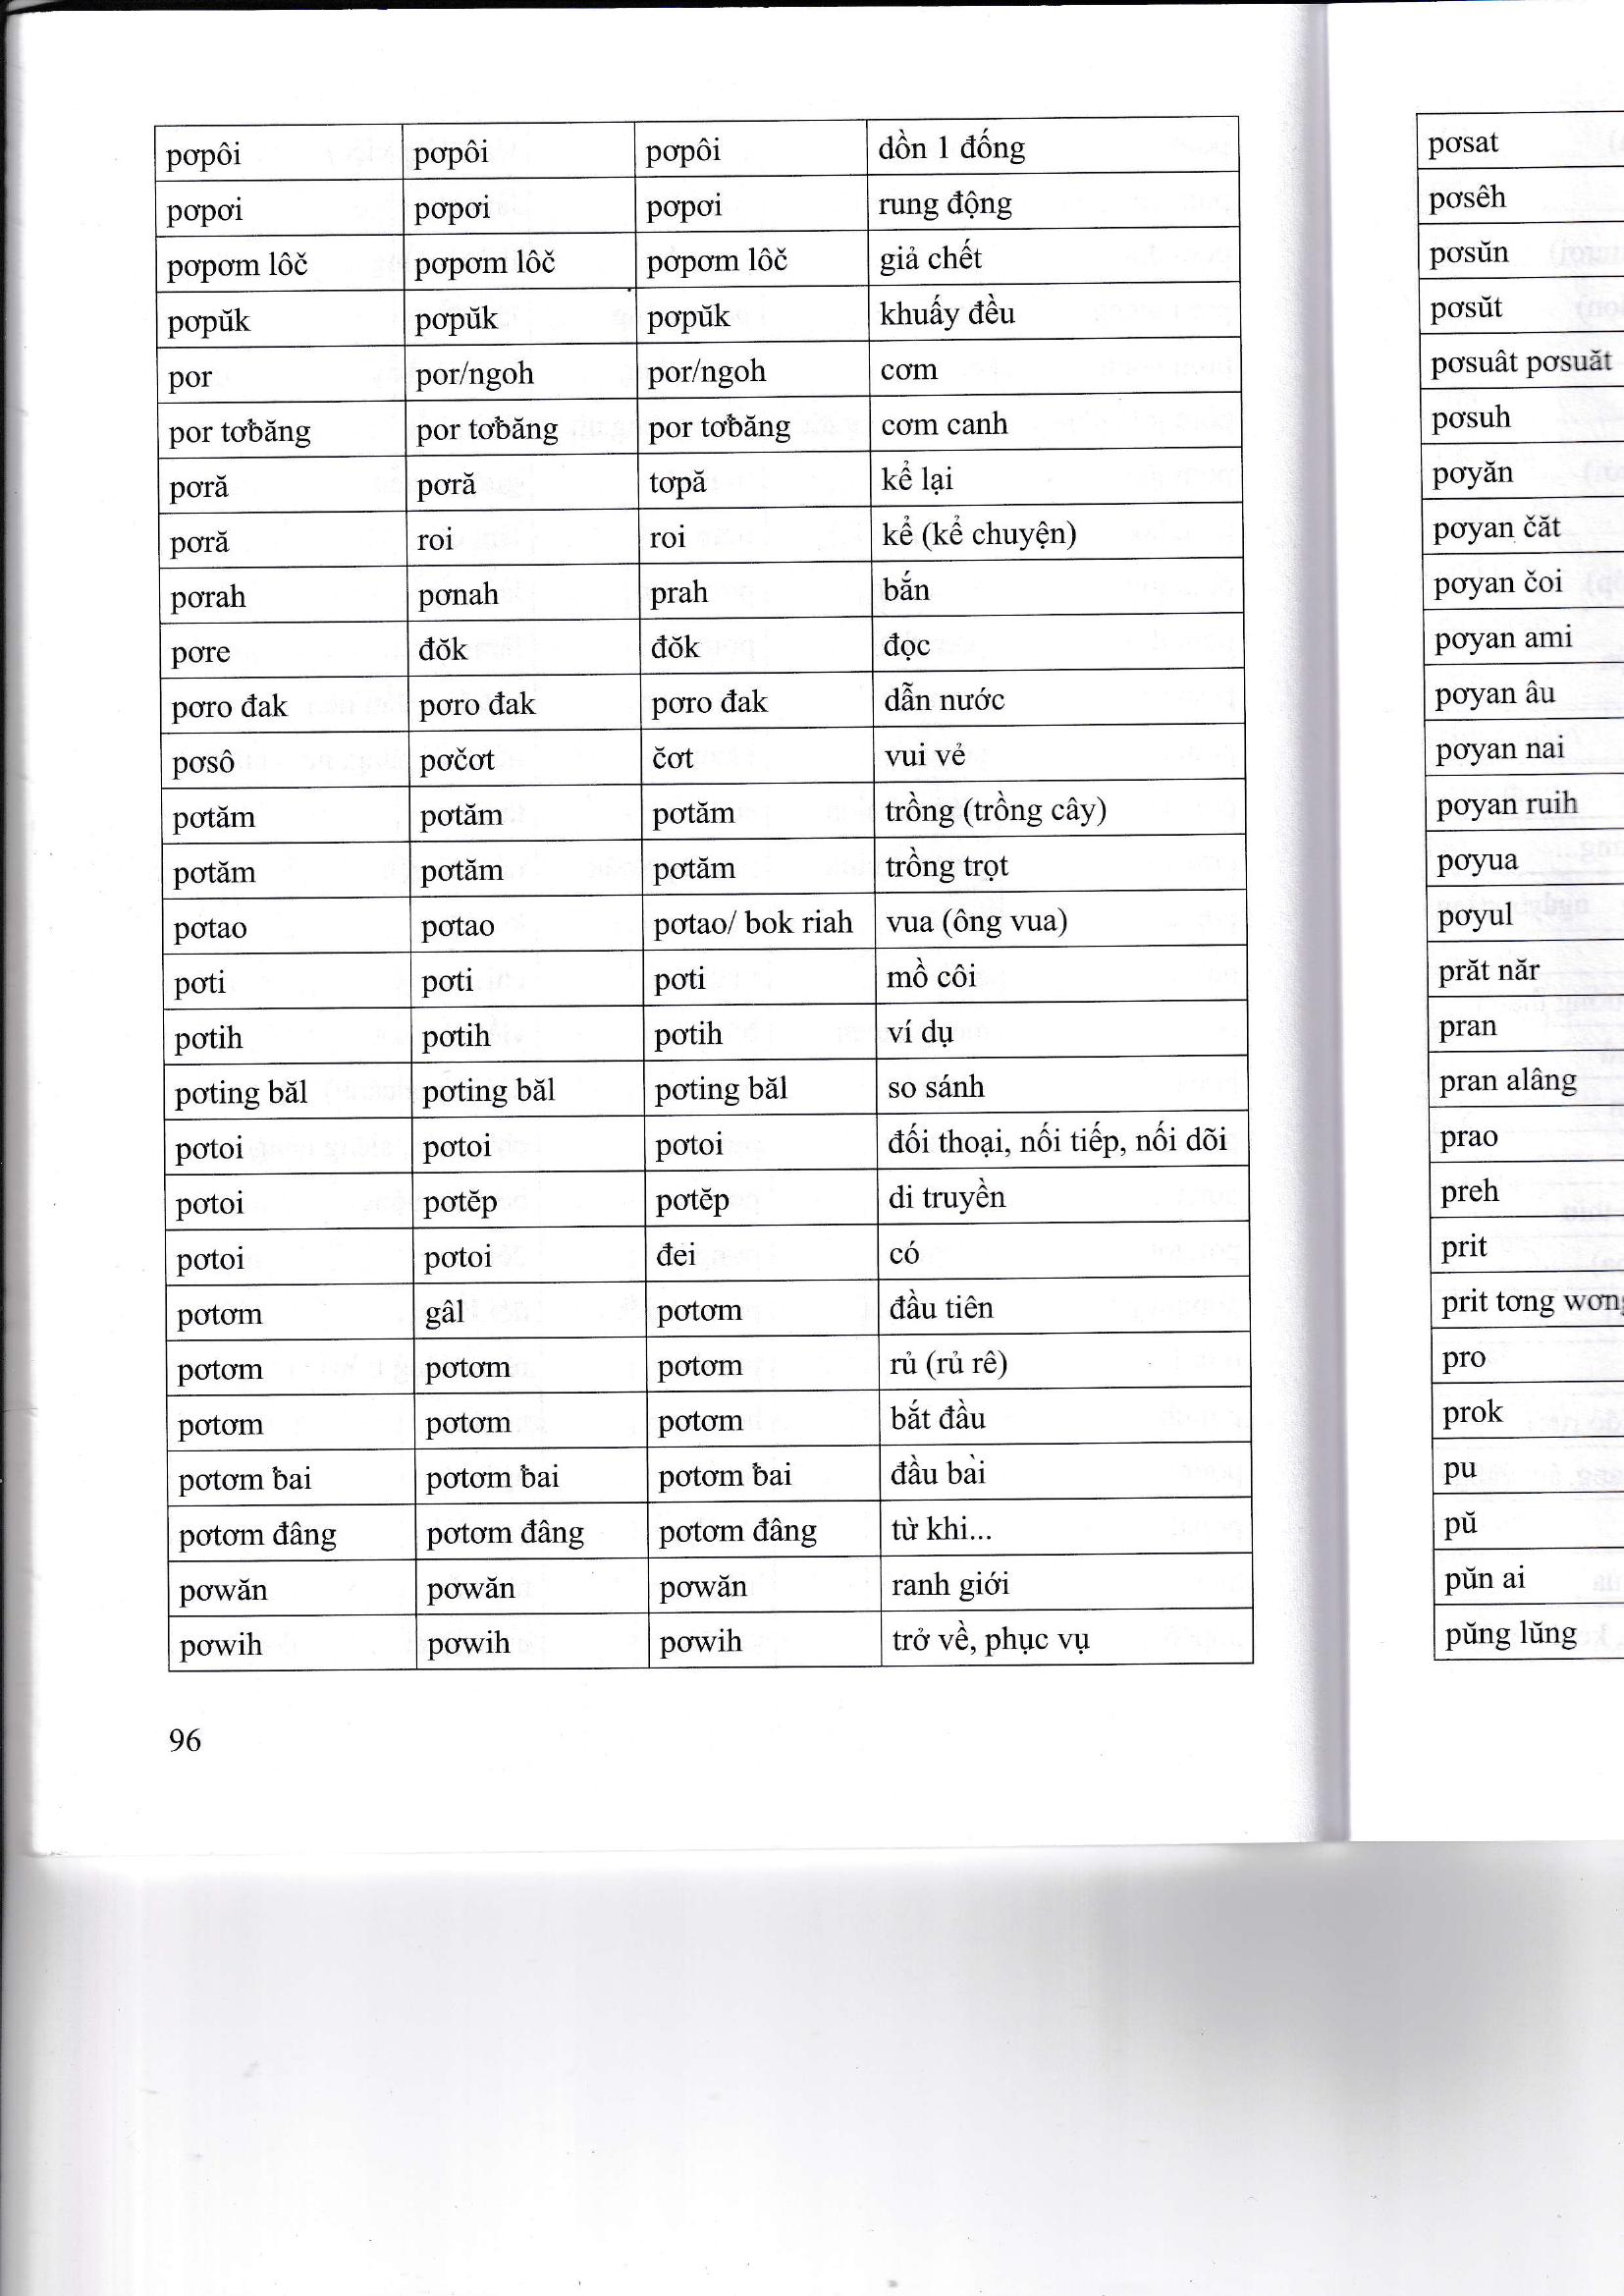 pơpôi pơpôi pơpôi dồn 1 đống
pơpơi pơpơi pơpơi rung động
pơpơm lôč pơpơm lôč pơpơm lôč giả chết
pơpŭk pơpŭk pơpŭk khuấy đều
por por/ngoh por/ngoh cơm
por tơƀăng por tơƀăng por tơƀăng cơm canh
pơră pơră tơpă kể lại
pơră roi roi kể (kể chuyện)
pơrah pơnah prah bắn
pơre đŏk đŏk đọc
pơro đak pơro đak pơro đak dẫn nước
pơsô pơčơt čơt vui vẻ
pơtăm pơtăm pơtăm trồng (trồng cây)
pơtăm pơtăm pơtăm trồng trọt
pơtao pơtao pơtao/ bok riah vua (ông vua)
pơti pơti pơti mồ côi
pơtih pơtih pơtih ví dụ
pơting băl pơting băl pơting băl so sánh
pơtoi pơtoi pơtoi đối thoại, nối tiếp, nối dõi
pơtoi pơtĕp pơtĕp di truyền
pơtoi pơtoi đei có
pơtơm gâl pơtơm đầu tiên
pơtơm pơtơm pơtơm rủ (rủ rê)
pơtơm pơtơm pơtơm bắt đầu
pơtơm ƀai pơtơm ƀai pơtơm ƀai đầu bài
pơtơm đâng pơtơm đâng pơtơm đâng từ khi...
pơwăn pơwăn pơwăn ranh giới
pơwih pơwih pơwih trở về, phục vụ
96
pơsat
pơsêh
pơsŭn
pơsŭt
pơsuât pơsuăt
pơsuh
pơyăn
pơyan čăt
pơyan čoi
pơyan ami
pơyan âu
pơyan nai
pơyan ruih
pơyua
pơyul
prăt năr
pran
pran alâng
prao
preh
prit
prit tơng wơng
pro
prok
pu
pŭ
pŭn ai
pŭng lŭng